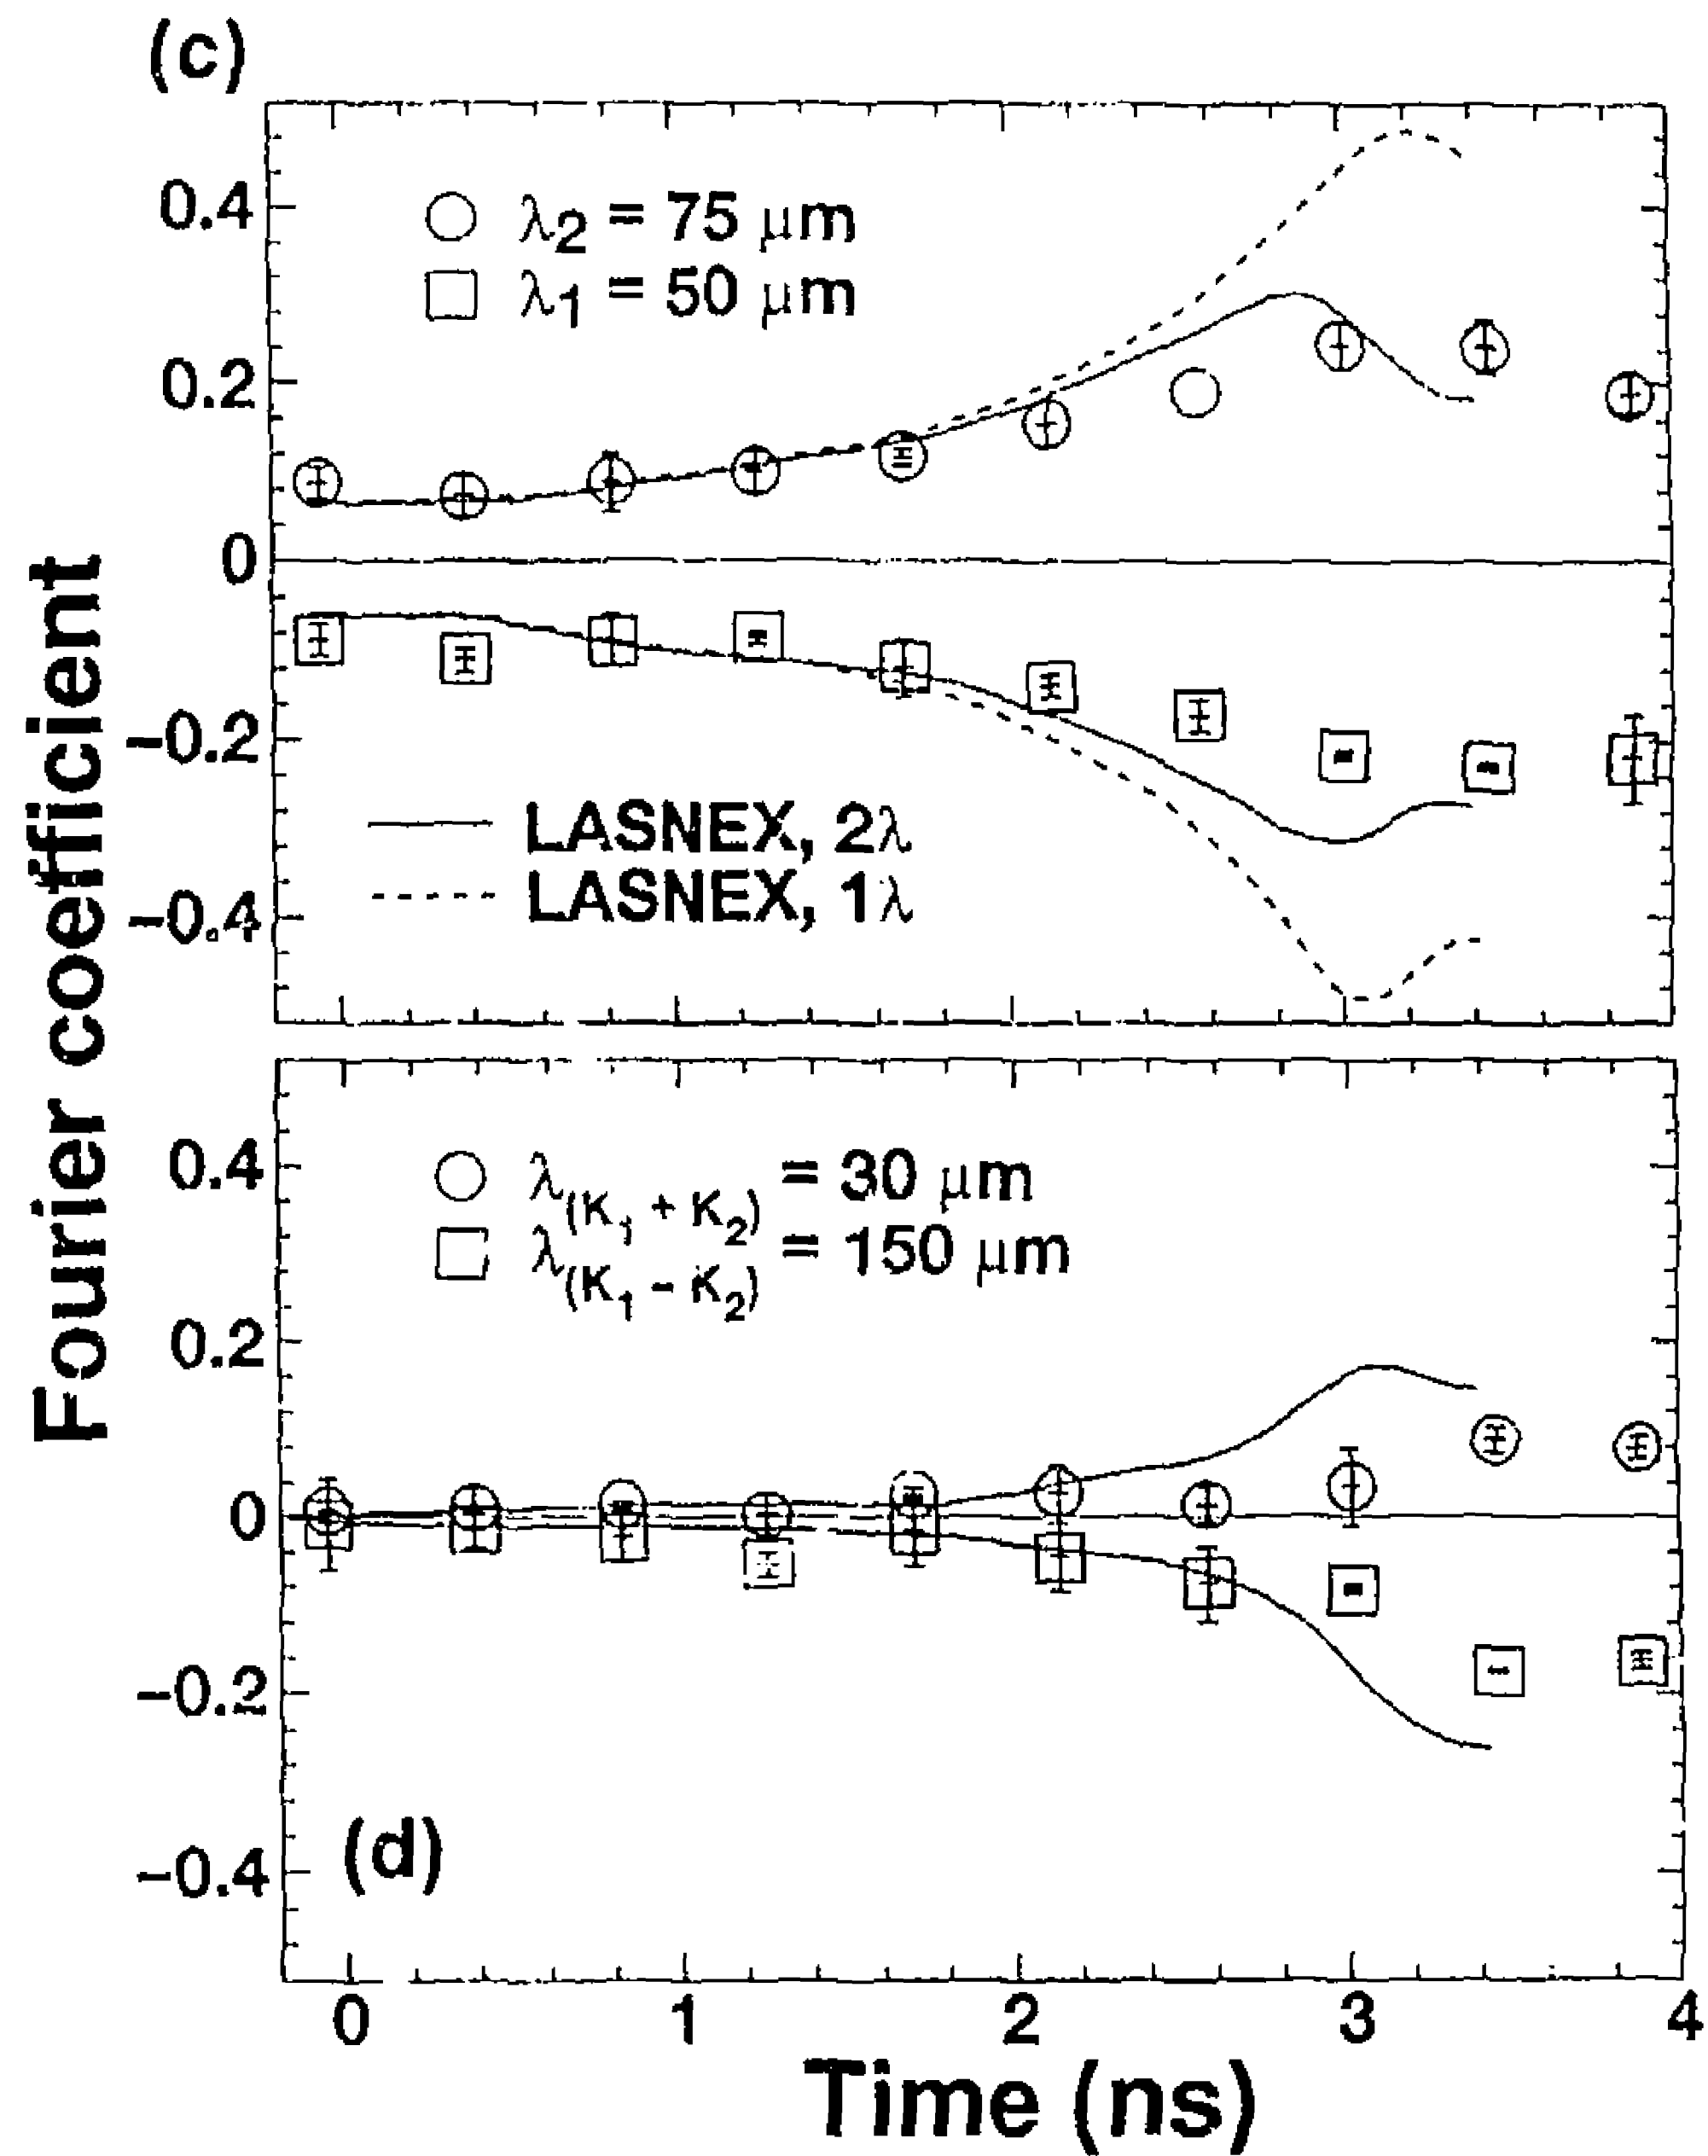 (c)
0.4
0.2
0
−0.2
−0.4
λ2 = 75 μm
λ1 = 50 μm
LASNEX, 2λ
LASNEX, 1λ
Fourier coefficient
0.4
0.2
0
−0.2
−0.4
λ(K1 + K2) = 30 μm
λ(K1 − K2) = 150 μm
(d)
0 1 2 3 4
Time (ns)